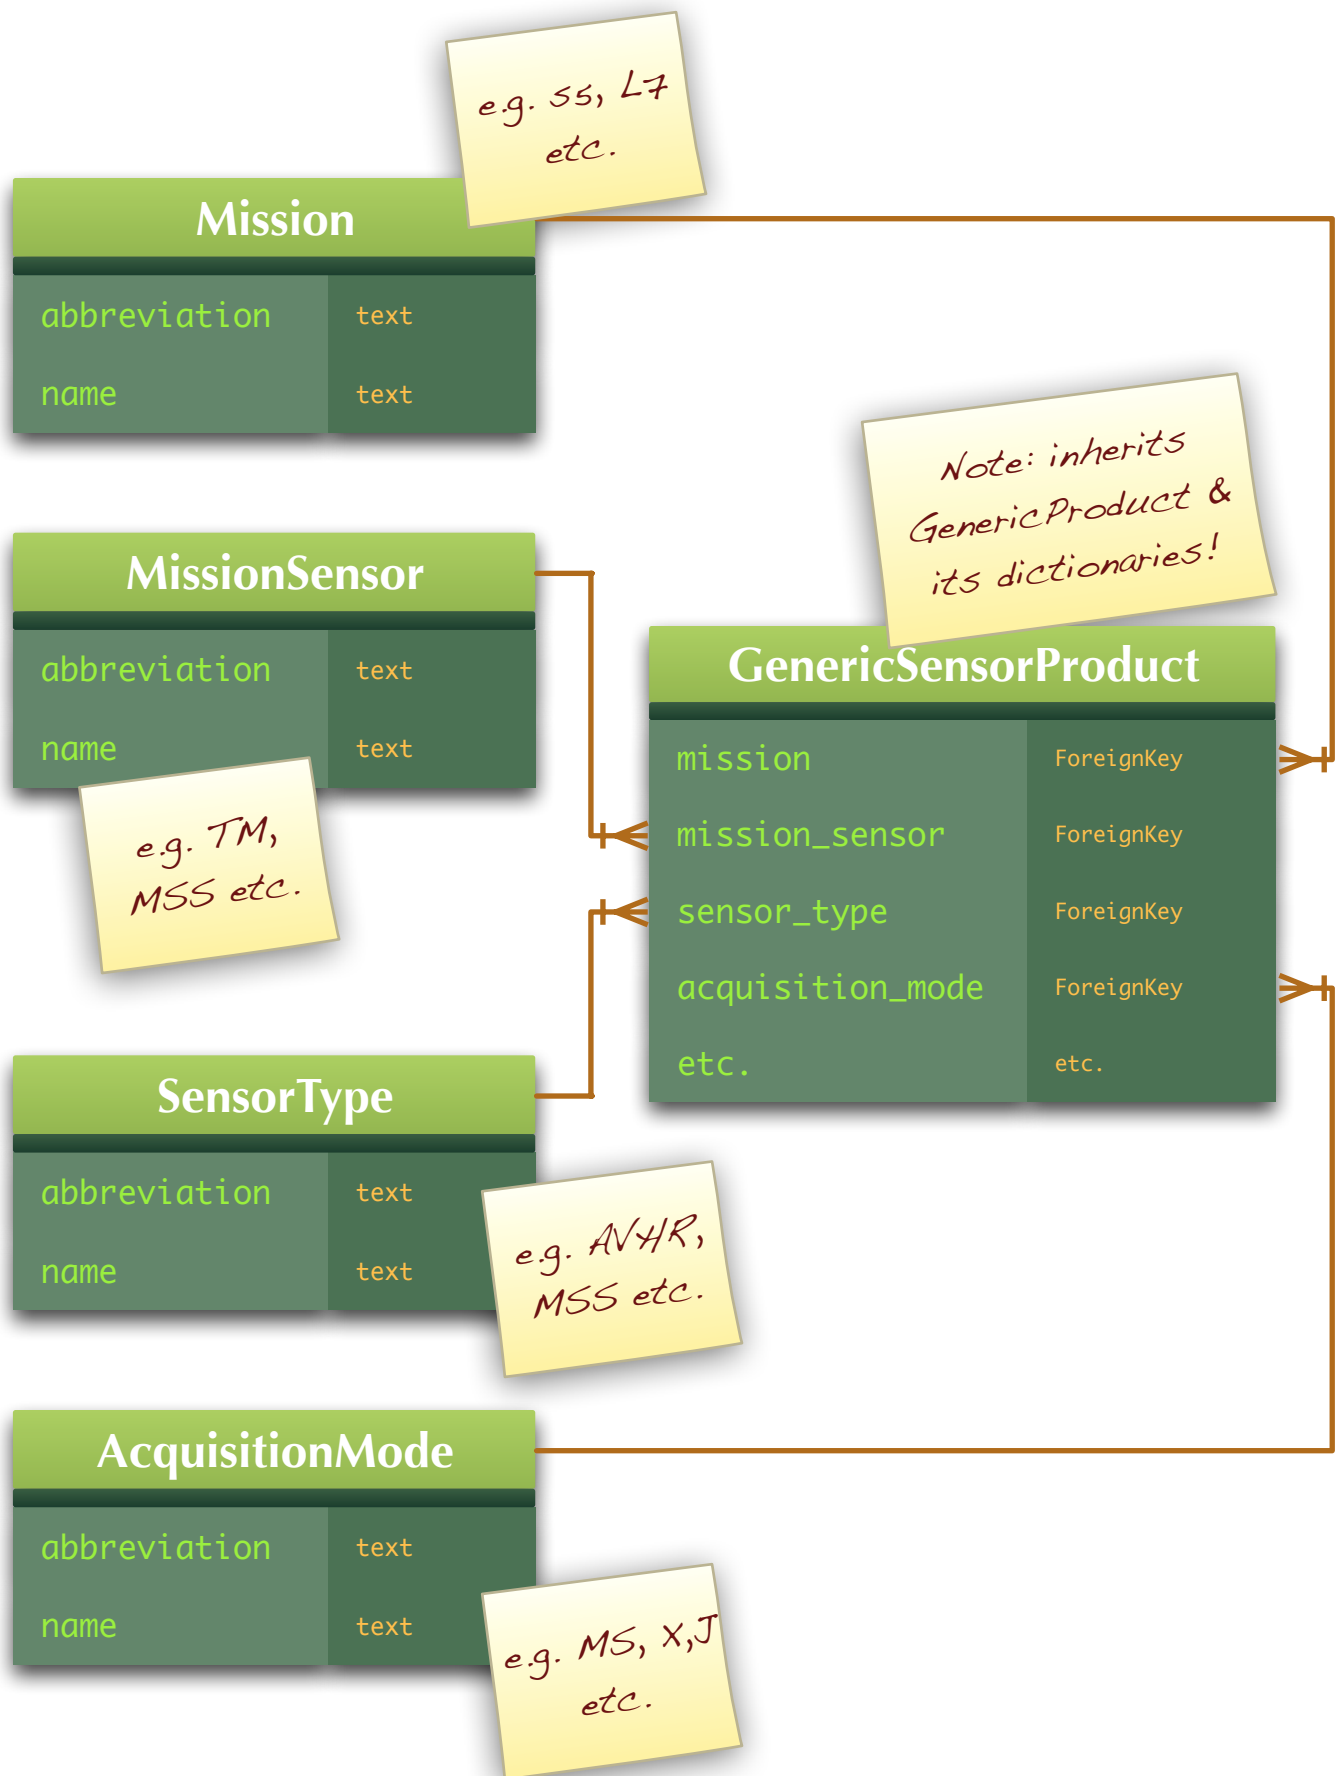 e.g. S5, L7
etc.
Mission
abbreviation text
name text
Note: inherits
GenericProduct &
its dictionaries!
MissionSensor
abbreviation text
name text
e.g. TM,
MSS etc.
GenericSensorProduct
mission ForeignKey
mission_sensor ForeignKey
sensor_type ForeignKey
acquisition_mode ForeignKey
etc. etc.
SensorType
abbreviation text
name text
e.g. AVHR,
MSS etc.
AcquisitionMode
abbreviation text
name text
e.g. MS, X,J
etc.